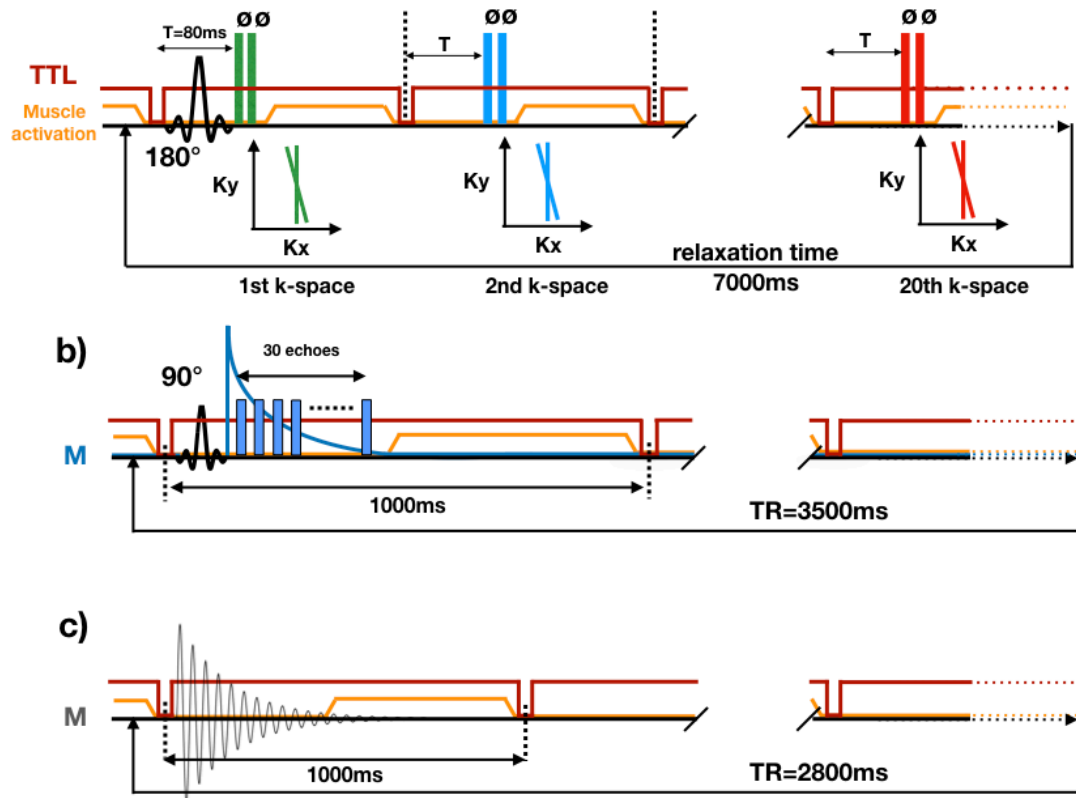 øø
øø
øø
T=80ms
T
T
TTL
Muscle
activation
180°
Ky
Kx
Ky
Kx
Ky
Kx
relaxation time
7000ms
1st k-space
2nd k-space
20th k-space
b)
30 echoes
90°
M
1000ms
TR=3500ms
c)
M
1000ms
TR=2800ms